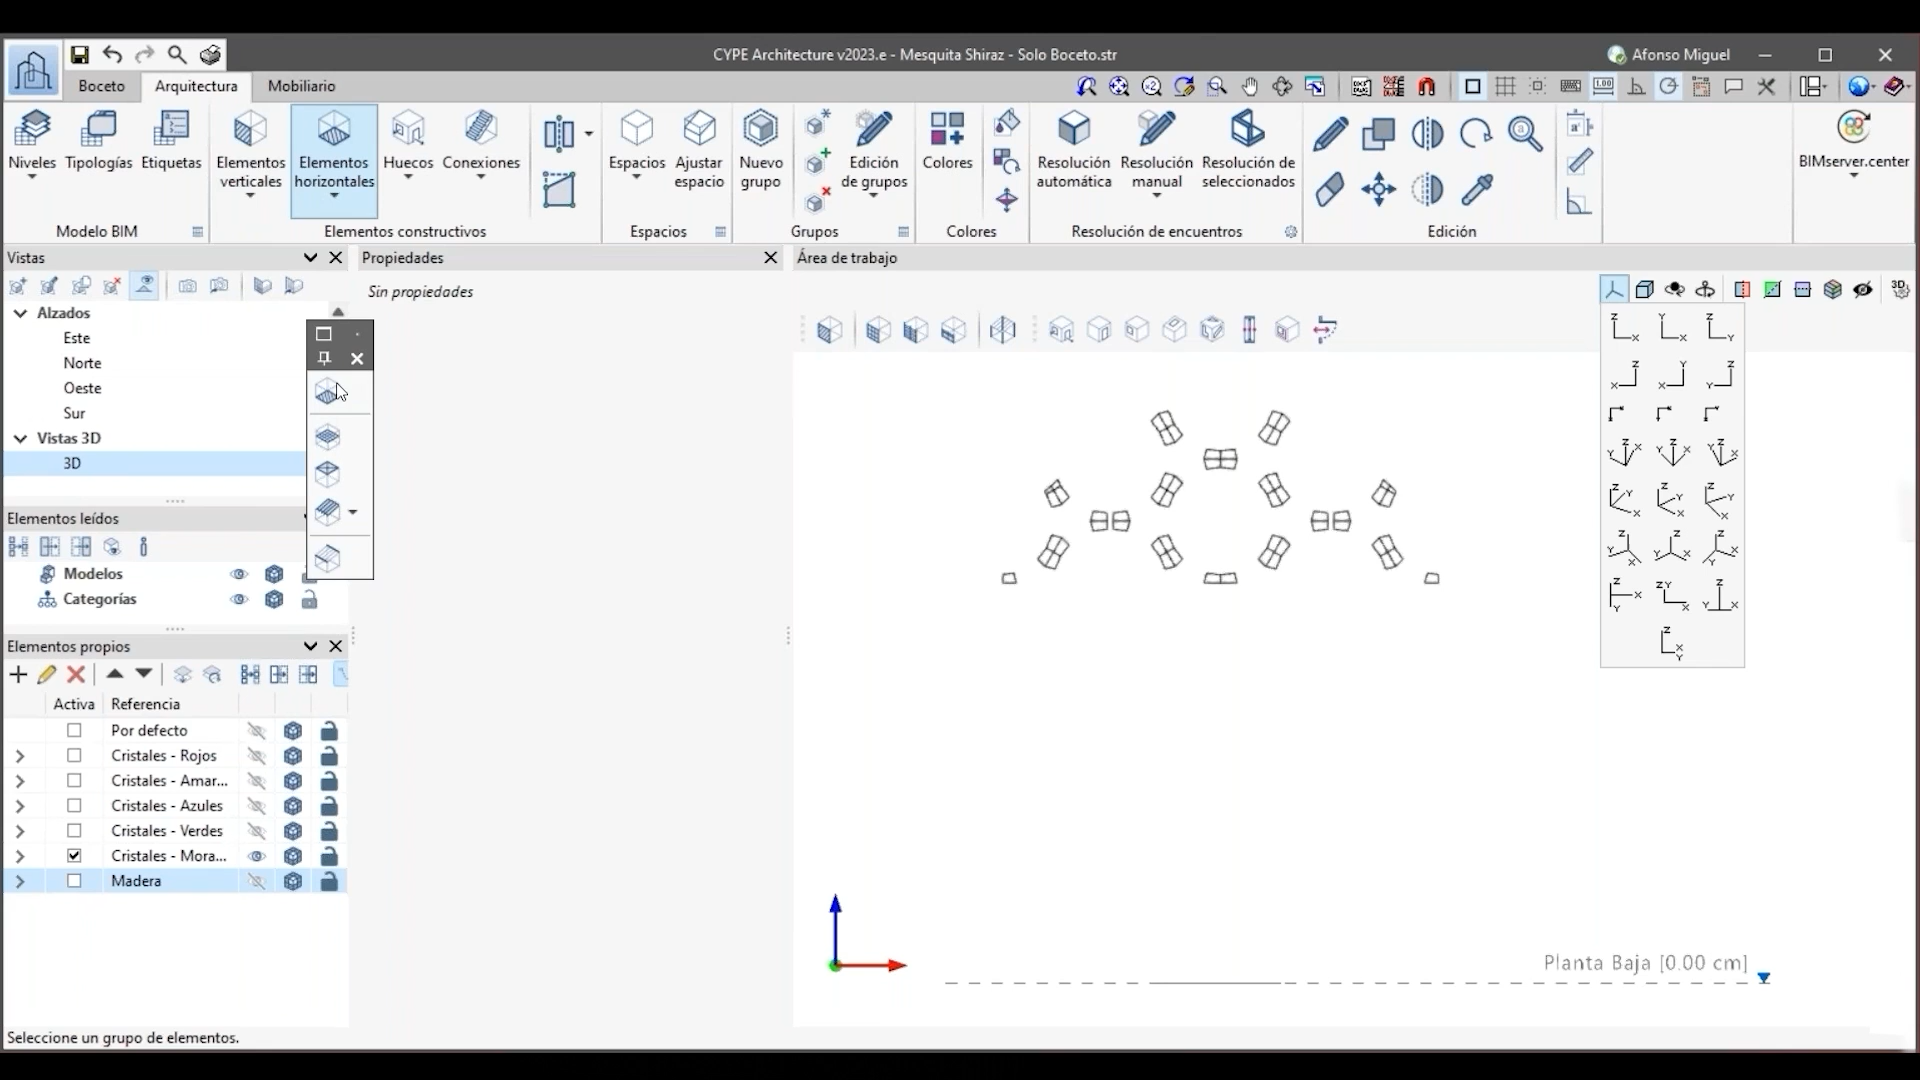 CYPE Architecture v2023.e - Mesquita Shiraz - Solo Boceto.str
Afonso Miguel
Boceto
Arquitectura
Mobiliario
Niveles
Tipologías
Etiquetas
Elementos verticales
Elementos horizontales
Huecos
Conexiones
Espacios
Ajustar espacio
Nuevo grupo
Edición de grupos
Colores
Resolución automática
Resolución manual
Resolución de seleccionados
BIMserver.center
Modelo BIM
Elementos constructivos
Espacios
Grupos
Colores
Resolución de encuentros
Edición
Vistas
Propiedades
Área de trabajo
Sin propiedades
Alzados
Este
Norte
Oeste
Sur
Vistas 3D
3D
Elementos leídos
Modelos
Categorías
Elementos propios
Activa
Referencia
Por defecto
Cristales - Rojos
Cristales - Amar...
Cristales - Azules
Cristales - Verdes
Cristales - Mora...
Madera
Planta Baja [0.00 cm]
Seleccione un grupo de elementos.